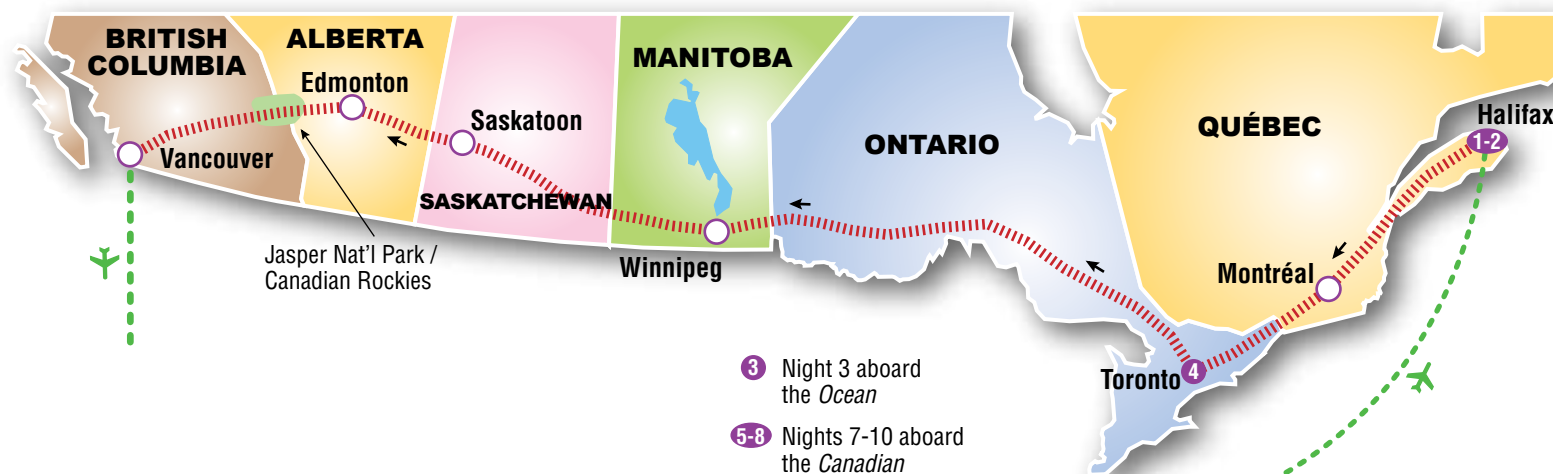 BRITISH
COLUMBIA
ALBERTA
Edmonton
MANITOBA
Saskatoon
ONTARIO
QUÉBEC
Halifax
1-2
Vancouver
SASKATCHEWAN
Jasper Nat'l Park /
Canadian Rockies
Winnipeg
Montréal
Toronto
4
3 Night 3 aboard
the Ocean
5-8 Nights 7-10 aboard
the Canadian